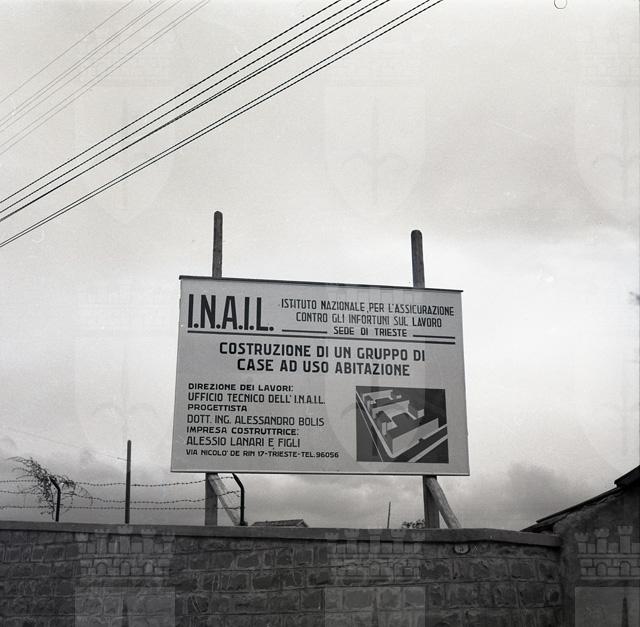 I.N.A.I.L.
ISTITUTO NAZIONALE PER L'ASSICURAZIONE
CONTRO GLI INFORTUNI SUL LAVORO
SEDE DI TRIESTE
COSTRUZIONE DI UN GRUPPO DI
CASE AD USO ABITAZIONE
DIREZIONE DEI LAVORI:
UFFICIO TECNICO DELL'I.N.A.I.L.
PROGETTISTA
DOTT. ING. ALESSANDRO BOLIS
IMPRESA COSTRUTTRICE:
ALESSIO LANARI E FIGLI
VIA NICOLO' DE RIN 17-TRIESTE-TEL.96056